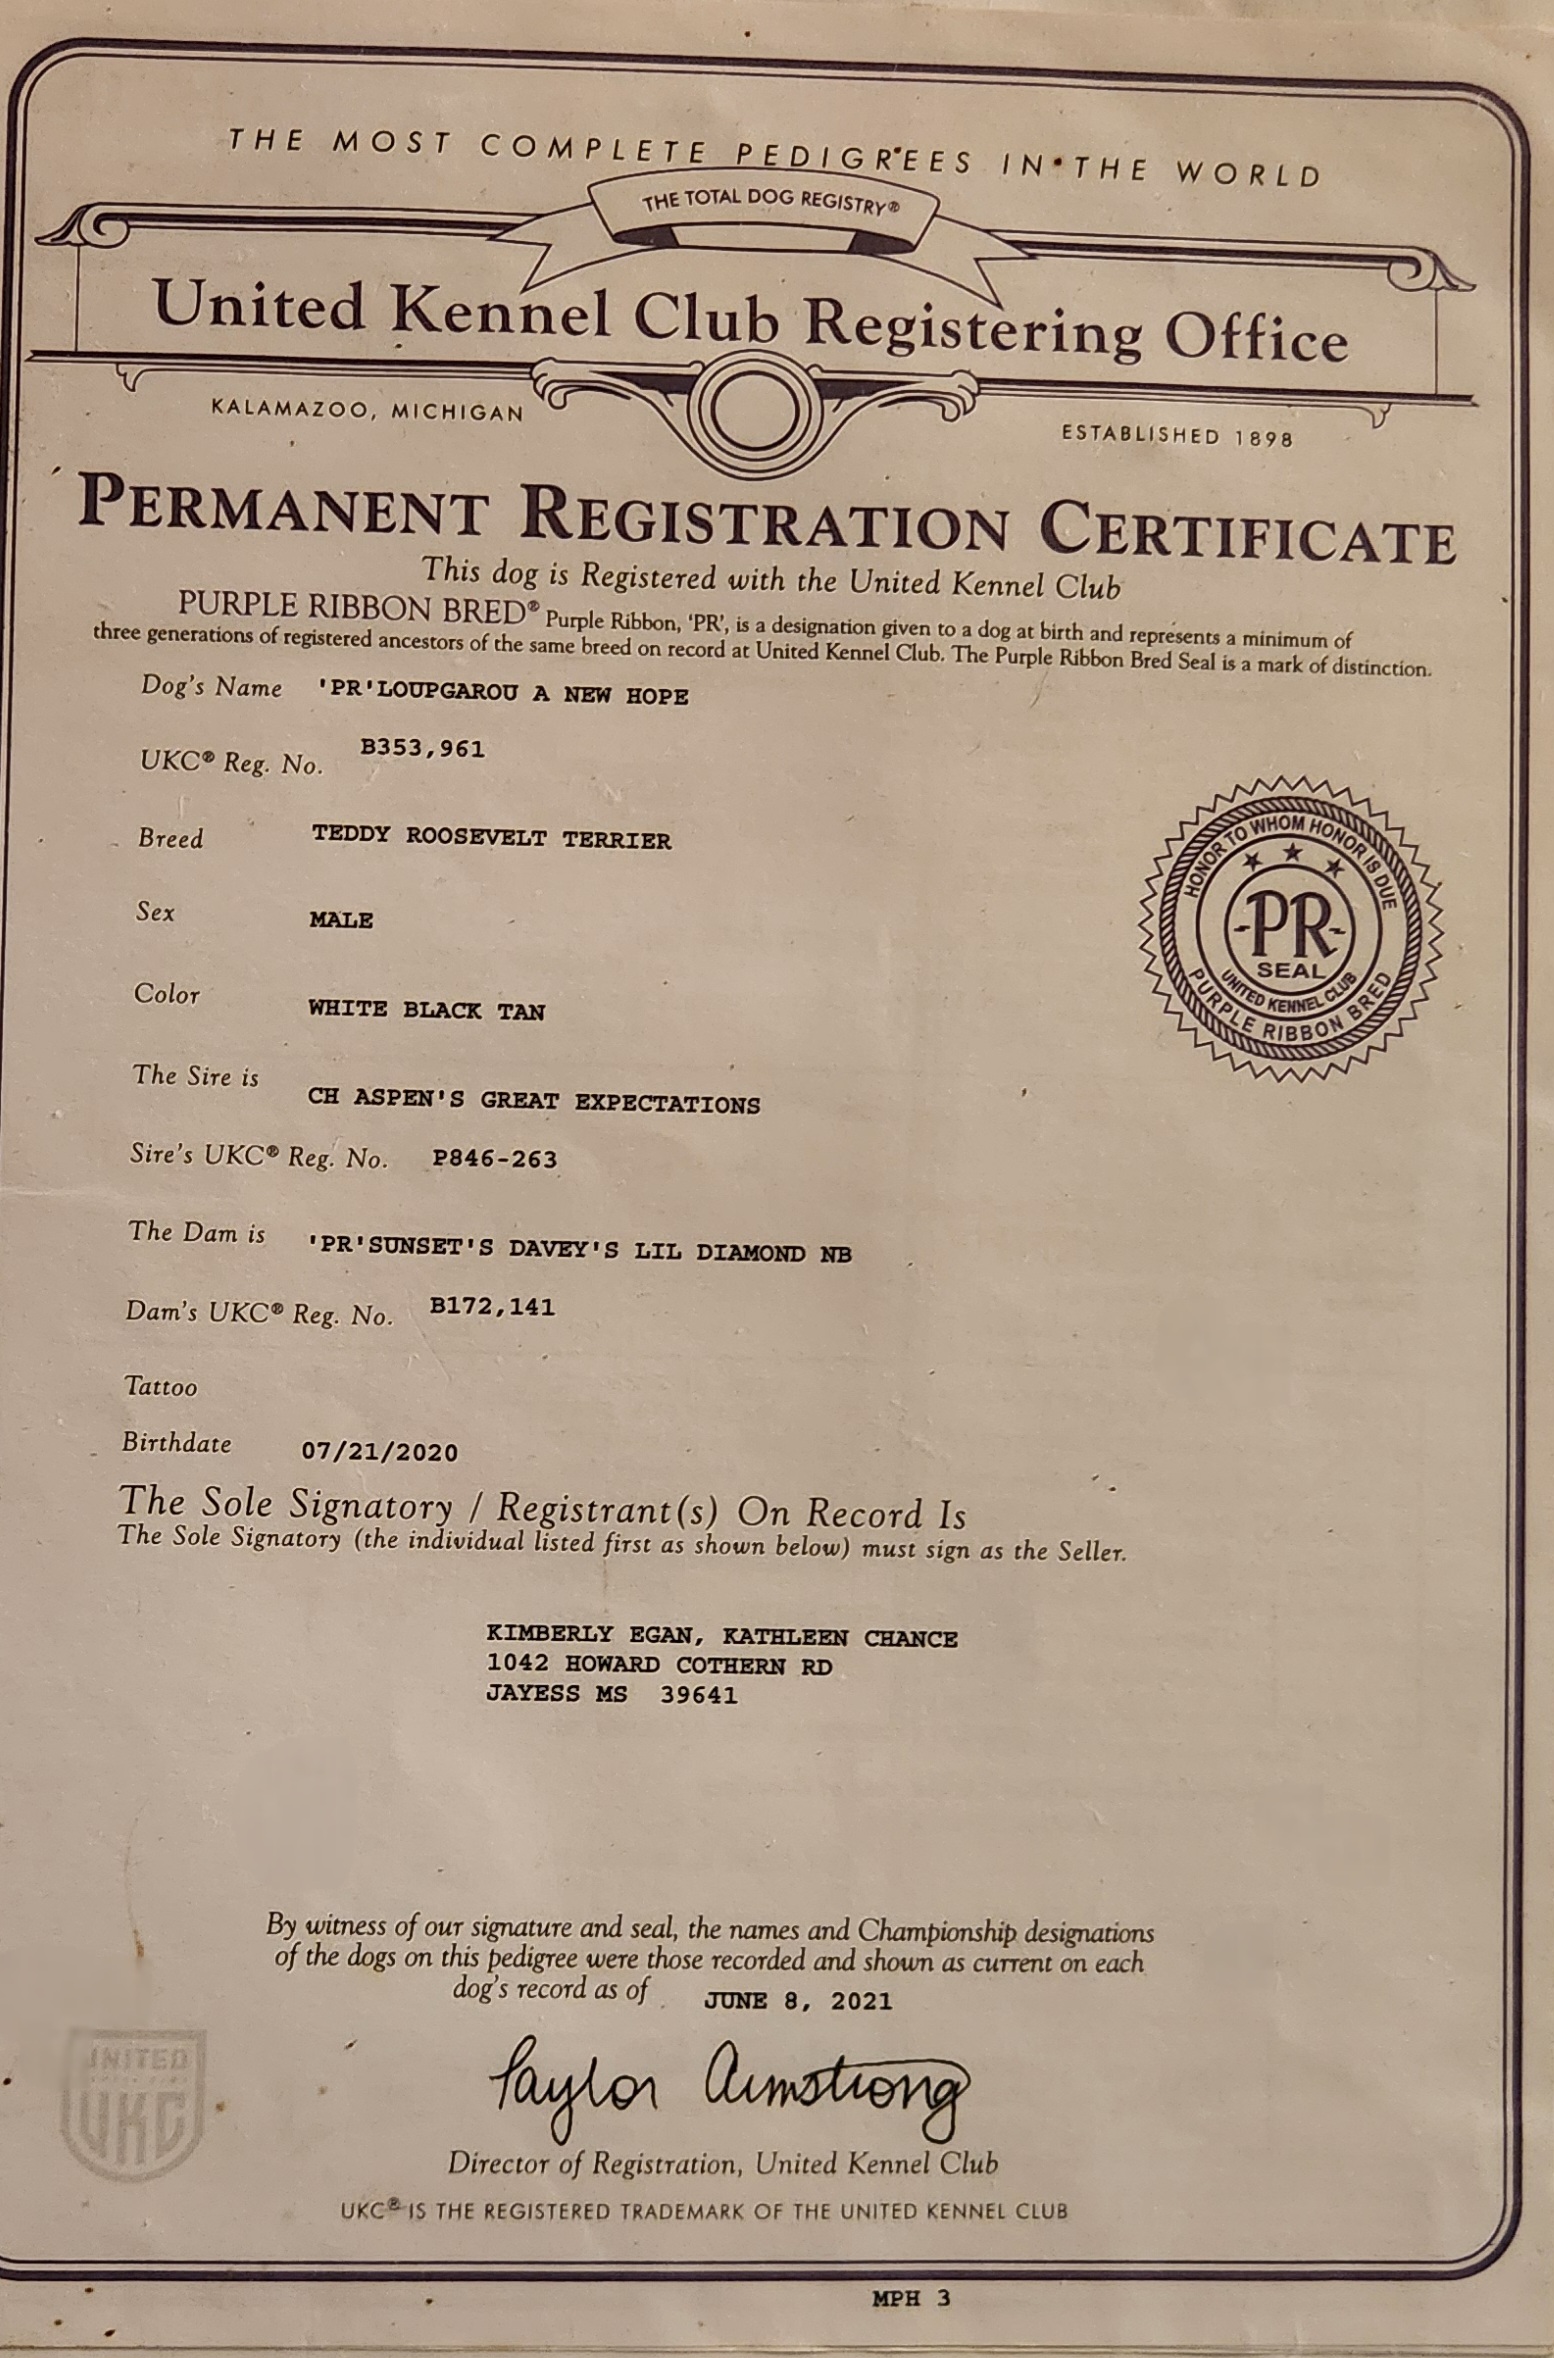 THE MOST COMPLETE PEDIGREES IN THE WORLD
THE TOTAL DOG REGISTRY®
United Kennel Club Registering Office
KALAMAZOO, MICHIGAN
ESTABLISHED 1898
PERMANENT REGISTRATION CERTIFICATE
This dog is Registered with the United Kennel Club
PURPLE RIBBON BRED® Purple Ribbon, 'PR', is a designation given to a dog at birth and represents a minimum of
three generations of registered ancestors of the same breed on record at United Kennel Club. The Purple Ribbon Bred Seal is a mark of distinction.
Dog's Name 'PR'LOUPGAROU A NEW HOPE
UKC® Reg. No. B353,961
Breed TEDDY ROOSEVELT TERRIER
HONOR TO WHOM HONOR IS DUE
-PR-
SEAL
UNITED KENNEL CLUB
PURPLE RIBBON BRED
Sex MALE
Color WHITE BLACK TAN
The Sire is CH ASPEN'S GREAT EXPECTATIONS
Sire's UKC® Reg. No. P846-263
The Dam is 'PR'SUNSET'S DAVEY'S LIL DIAMOND NB
Dam's UKC® Reg. No. B172,141
Tattoo
Birthdate 07/21/2020
The Sole Signatory / Registrant(s) On Record Is
The Sole Signatory (the individual listed first as shown below) must sign as the Seller.
KIMBERLY EGAN, KATHLEEN CHANCE
1042 HOWARD COTHERN RD
JAYESS MS 39641
By witness of our signature and seal, the names and Championship designations
of the dogs on this pedigree were those recorded and shown as current on each
dog's record as of JUNE 8, 2021
UNITED
UKC
Taylor Armstrong
Director of Registration, United Kennel Club
UKC® IS THE REGISTERED TRADEMARK OF THE UNITED KENNEL CLUB
MPH 3